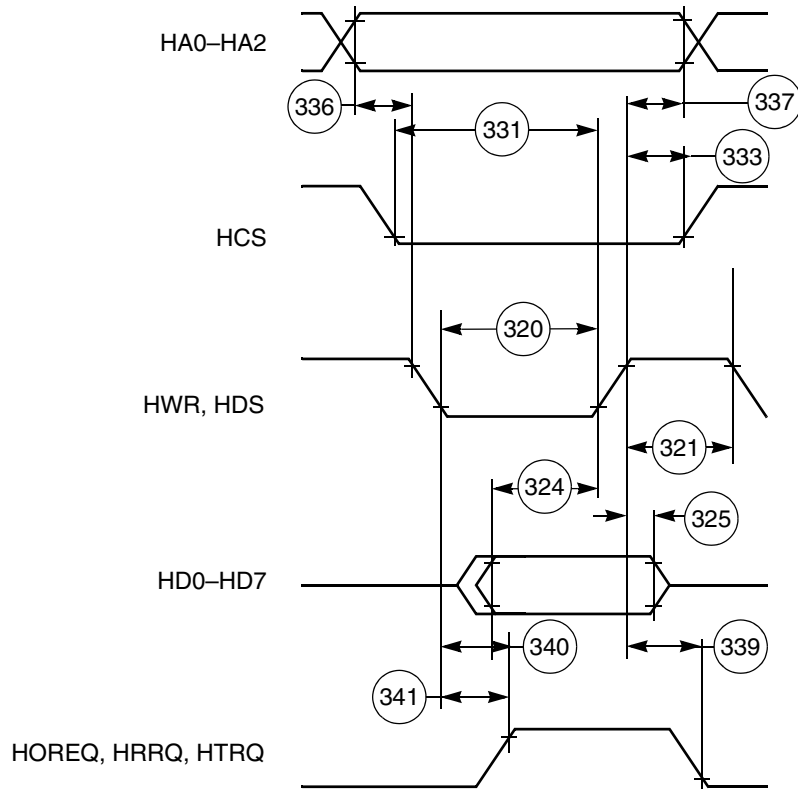 HA0–HA2
336
337
331
333
HCS
320
HWR, HDS
321
324
325
HD0–HD7
340
339
341
HOREQ, HRRQ, HTRQ